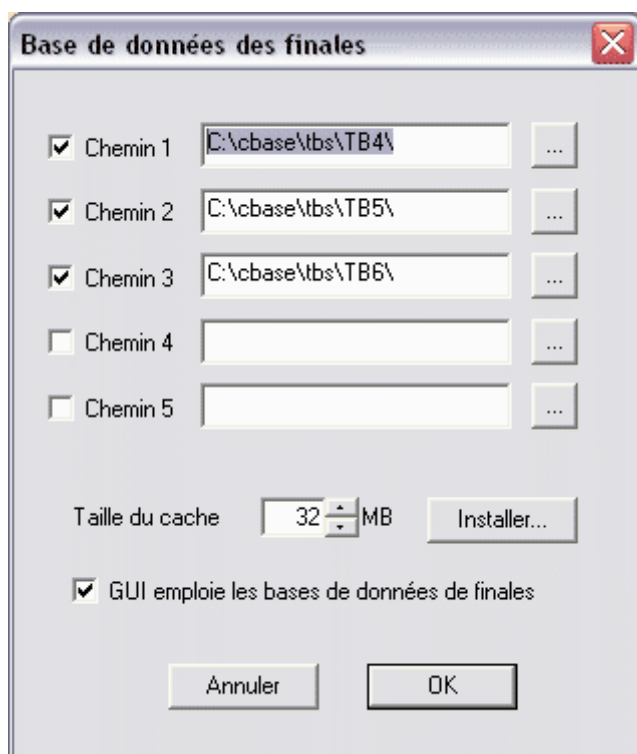 Base de données des finales
Chemin 1 C:\cbase\tbs\TB4\ ...
Chemin 2 C:\cbase\tbs\TB5\ ...
Chemin 3 C:\cbase\tbs\TB6\ ...
Chemin 4 ...
Chemin 5 ...
Taille du cache 32 MB Installer...
GUI emploie les bases de données de finales
Annuler OK